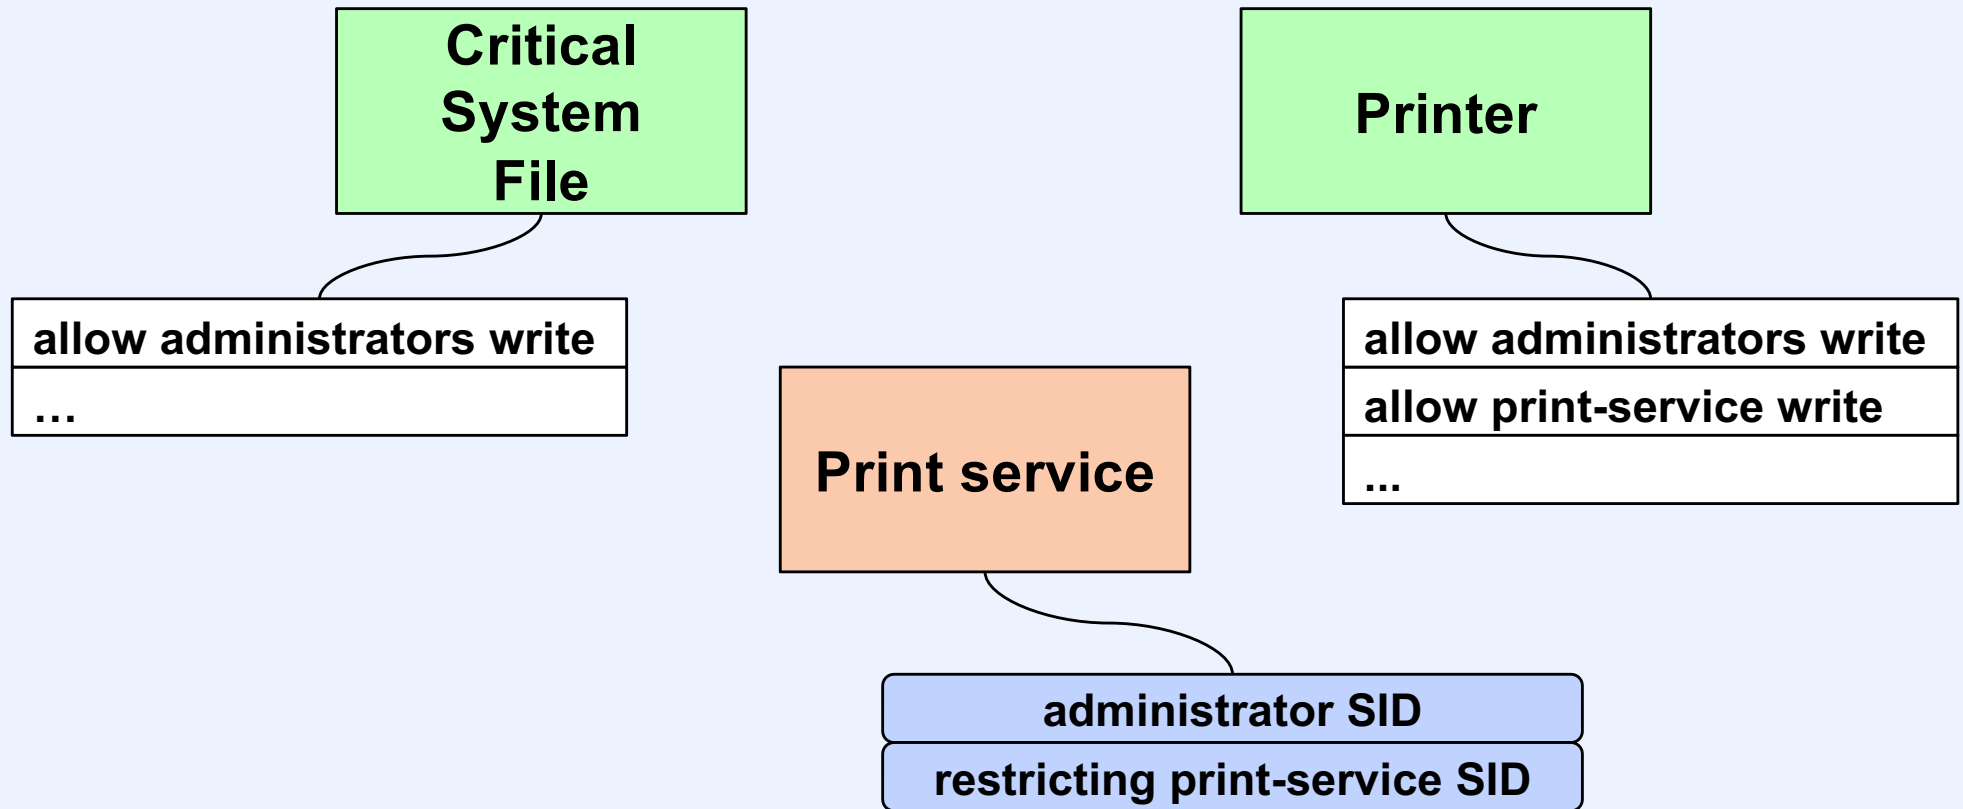 Critical
System
File
Printer
allow administrators write
…
allow administrators write
allow print-service write
...
Print service
administrator SID
restricting print-service SID